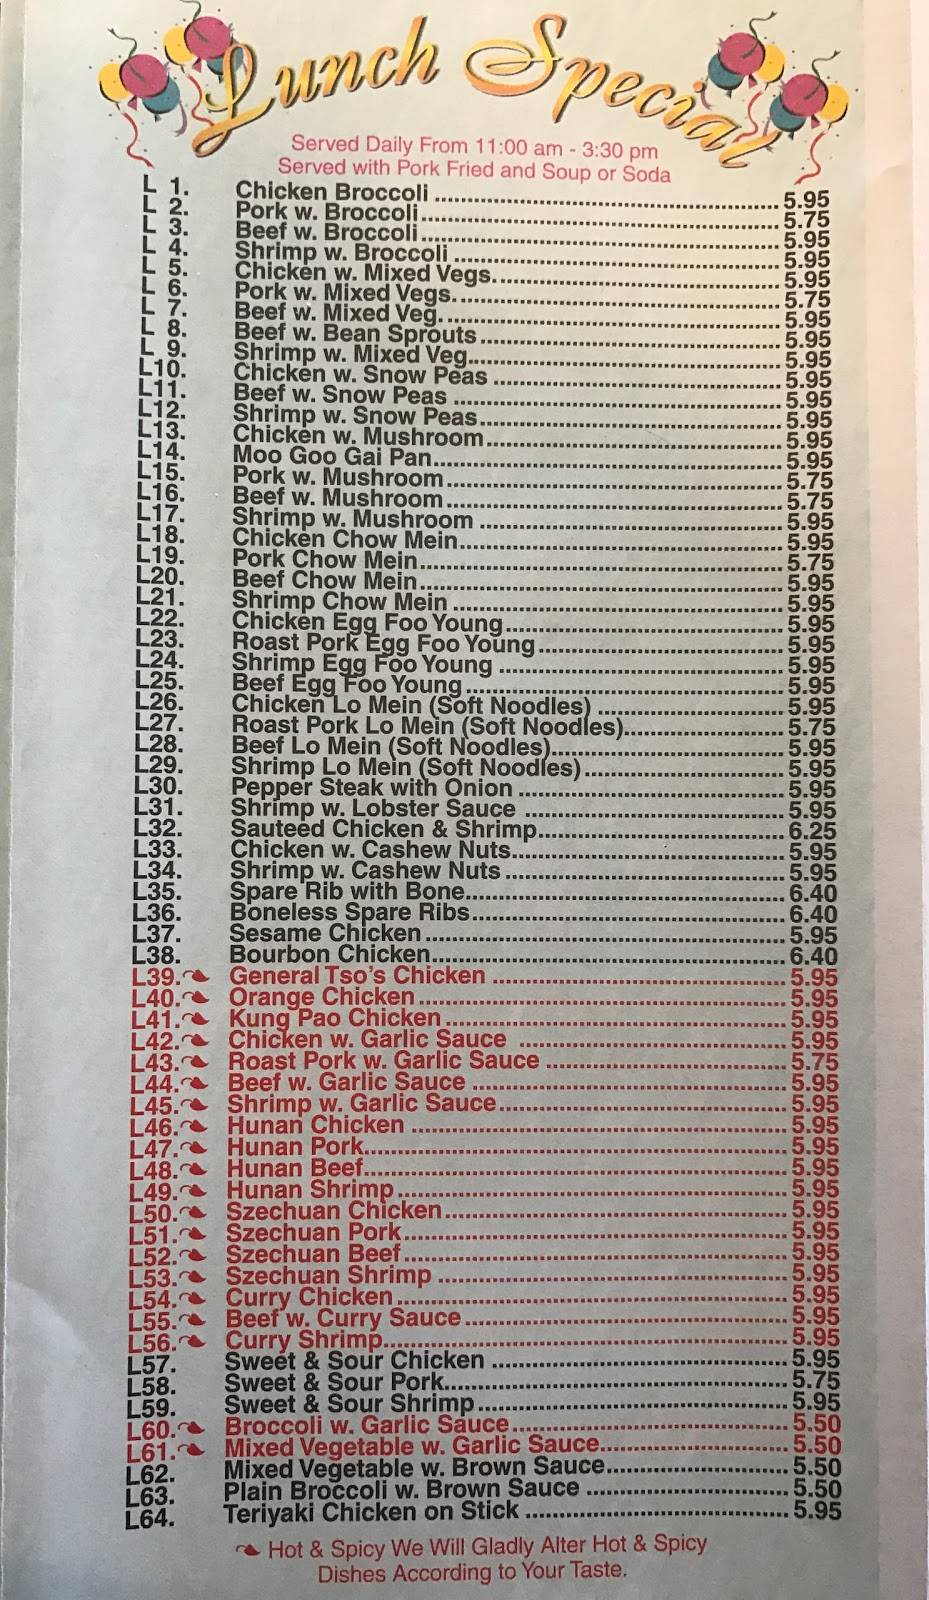 Lunch Special
Served Daily From 11:00 am - 3:30 pm
Served with Pork Fried and Soup or Soda
L 1. Chicken Broccoli 5.95
L 2. Pork w. Broccoli 5.75
L 3. Beef w. Broccoli 5.95
L 4. Shrimp w. Broccoli 5.95
L 5. Chicken w. Mixed Vegs. 5.95
L 6. Pork w. Mixed Vegs. 5.75
L 7. Beef w. Mixed Veg. 5.95
L 8. Beef w. Bean Sprouts 5.95
L 9. Shrimp w. Mixed Veg. 5.95
L10. Chicken w. Snow Peas 5.95
L11. Beef w. Snow Peas 5.95
L12. Shrimp w. Snow Peas 5.95
L13. Chicken w. Mushroom 5.95
L14. Moo Goo Gai Pan 5.95
L15. Pork w. Mushroom 5.75
L16. Beef w. Mushroom 5.75
L17. Shrimp w. Mushroom 5.95
L18. Chicken Chow Mein 5.95
L19. Pork Chow Mein 5.75
L20. Beef Chow Mein 5.95
L21. Shrimp Chow Mein 5.95
L22. Chicken Egg Foo Young 5.95
L23. Roast Pork Egg Foo Young 5.95
L24. Shrimp Egg Foo Young 5.95
L25. Beef Egg Foo Young 5.95
L26. Chicken Lo Mein (Soft Noodles) 5.95
L27. Roast Pork Lo Mein (Soft Noodles) 5.75
L28. Beef Lo Mein (Soft Noodles) 5.95
L29. Shrimp Lo Mein (Soft Noodles) 5.95
L30. Pepper Steak with Onion 5.95
L31. Shrimp w. Lobster Sauce 5.95
L32. Sauteed Chicken & Shrimp 6.25
L33. Chicken w. Cashew Nuts 5.95
L34. Shrimp w. Cashew Nuts 5.95
L35. Spare Rib with Bone 6.40
L36. Boneless Spare Ribs 6.40
L37. Sesame Chicken 5.95
L38. Bourbon Chicken 6.40
L39. General Tso's Chicken 5.95
L40. Orange Chicken 5.95
L41. Kung Pao Chicken 5.95
L42. Chicken w. Garlic Sauce 5.95
L43. Roast Pork w. Garlic Sauce 5.75
L44. Beef w. Garlic Sauce 5.95
L45. Shrimp w. Garlic Sauce 5.95
L46. Hunan Chicken 5.95
L47. Hunan Pork 5.95
L48. Hunan Beef 5.95
L49. Hunan Shrimp 5.95
L50. Szechuan Chicken 5.95
L51. Szechuan Pork 5.95
L52. Szechuan Beef 5.95
L53. Szechuan Shrimp 5.95
L54. Curry Chicken 5.95
L55. Beef w. Curry Sauce 5.95
L56. Curry Shrimp 5.95
L57. Sweet & Sour Chicken 5.95
L58. Sweet & Sour Pork 5.75
L59. Sweet & Sour Shrimp 5.95
L60. Broccoli w. Garlic Sauce 5.50
L61. Mixed Vegetable w. Garlic Sauce 5.50
L62. Mixed Vegetable w. Brown Sauce 5.50
L63. Plain Broccoli w. Brown Sauce 5.50
L64. Teriyaki Chicken on Stick 5.95
Hot & Spicy We Will Gladly Alter Hot & Spicy
Dishes According to Your Taste.